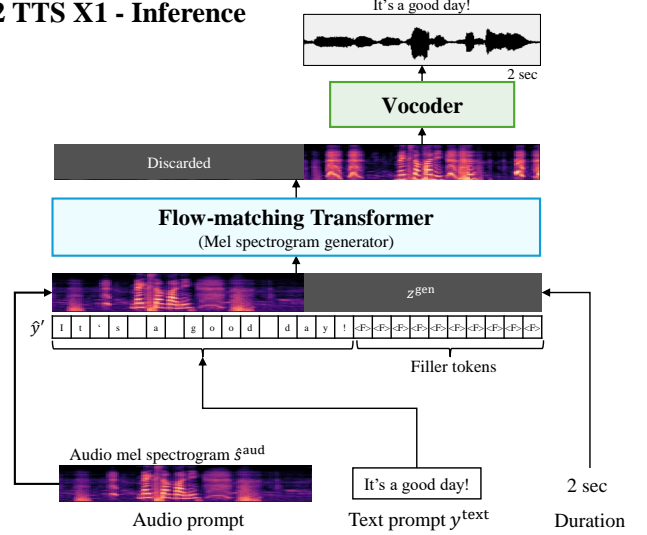 2 TTS X1 - Inference
It's a good day!
2 sec
Vocoder
Discarded
Flow-matching Transformer
(Mel spectrogram generator)
z^gen
ŷ′ I t ‘ s a g o o d d a y ! <F> <F> <F> <F> <F> <F> <F> <F> <F> <F>
Filler tokens
Audio mel spectrogram ŝ^aud
It's a good day!
2 sec
Audio prompt
Text prompt y^text
Duration